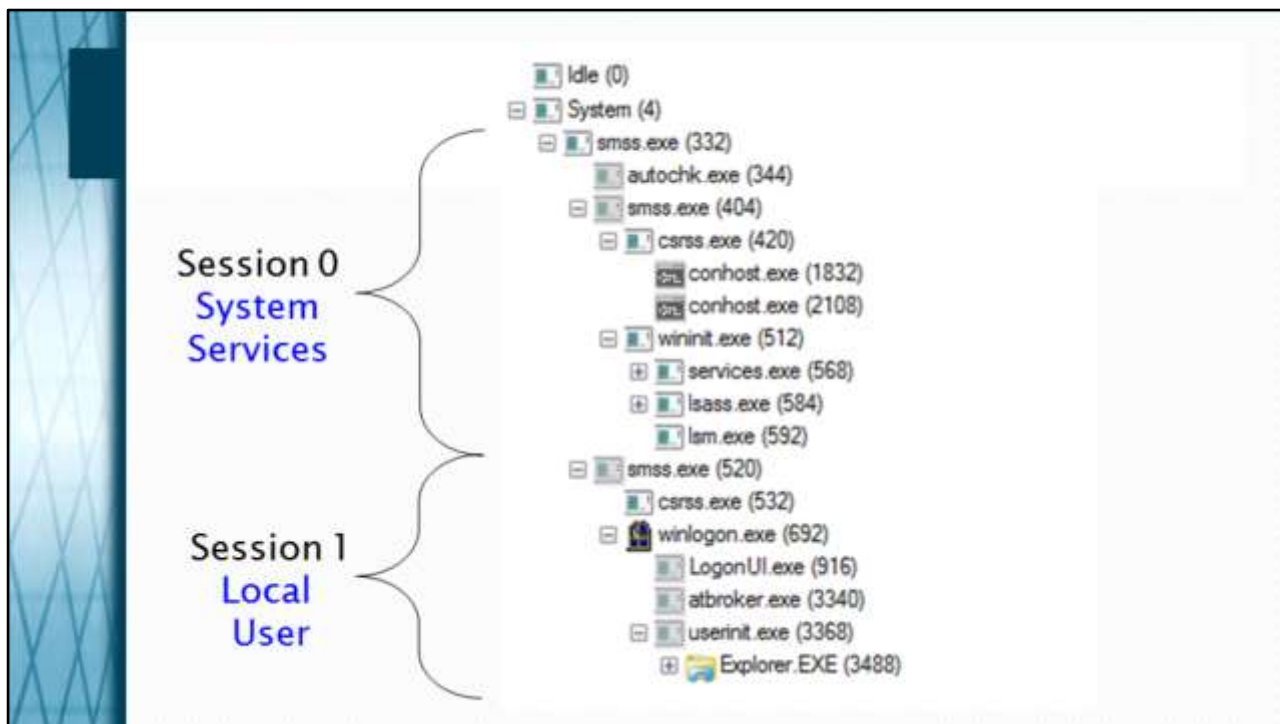 Idle (0)
System (4)
smss.exe (332)
autochk.exe (344)
smss.exe (404)
csrss.exe (420)
conhost.exe (1832)
conhost.exe (2108)
wininit.exe (512)
services.exe (568)
lsass.exe (584)
lsm.exe (592)
smss.exe (520)
csrss.exe (532)
winlogon.exe (692)
LogonUI.exe (916)
atbroker.exe (3340)
userinit.exe (3368)
Explorer.EXE (3488)
Session 0
System
Services
Session 1
Local
User